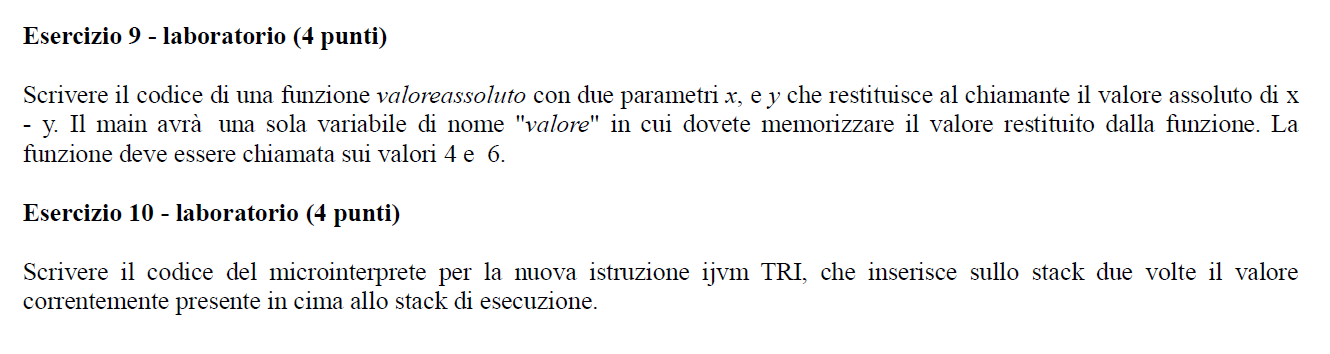 Esercizio 9 - laboratorio (4 punti)
Scrivere il codice di una funzione valoreassoluto con due parametri x, e y che restituisce al chiamante il valore assoluto di x
- y. Il main avrà una sola variabile di nome "valore" in cui dovete memorizzare il valore restituito dalla funzione. La
funzione deve essere chiamata sui valori 4 e 6.
Esercizio 10 - laboratorio (4 punti)
Scrivere il codice del microinterprete per la nuova istruzione ijvm TRI, che inserisce sullo stack due volte il valore
correntemente presente in cima allo stack di esecuzione.